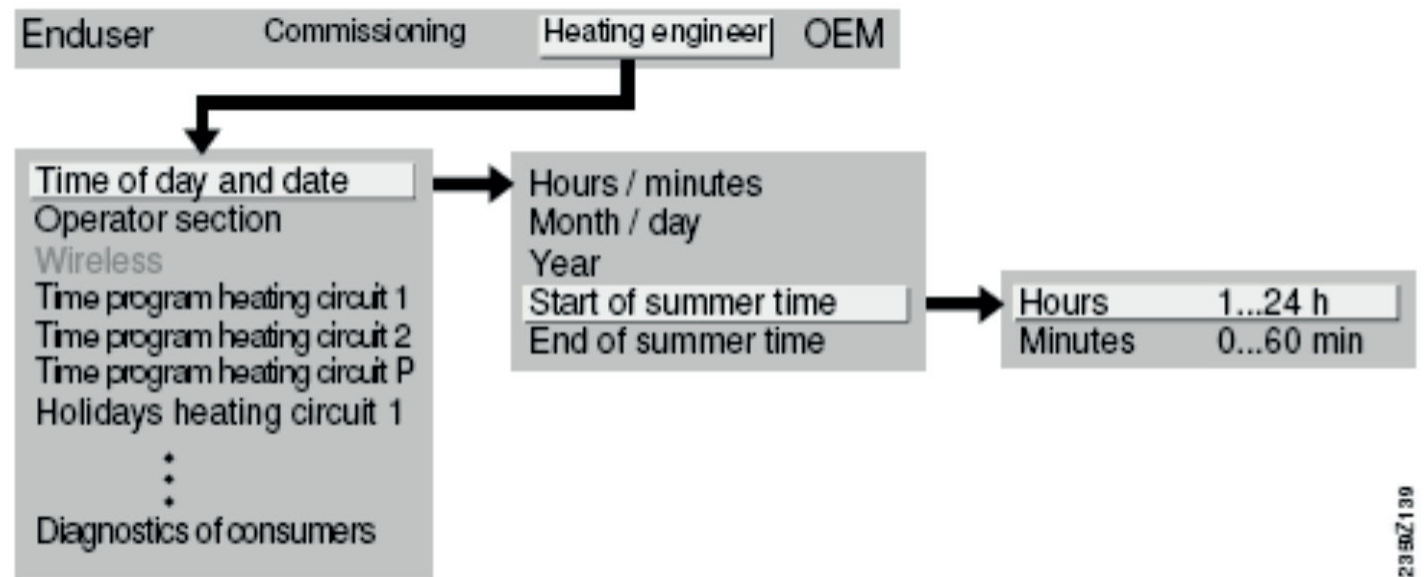 Enduser Commissioning Heating engineer OEM
Time of day and date
Operator section
Wireless
Time program heating circuit 1
Time program heating circuit 2
Time program heating circuit P
Holidays heating circuit 1
Diagnostics of consumers
Hours / minutes
Month / day
Year
Start of summer time
End of summer time
Hours 1...24 h
Minutes 0...60 min
2359Z139